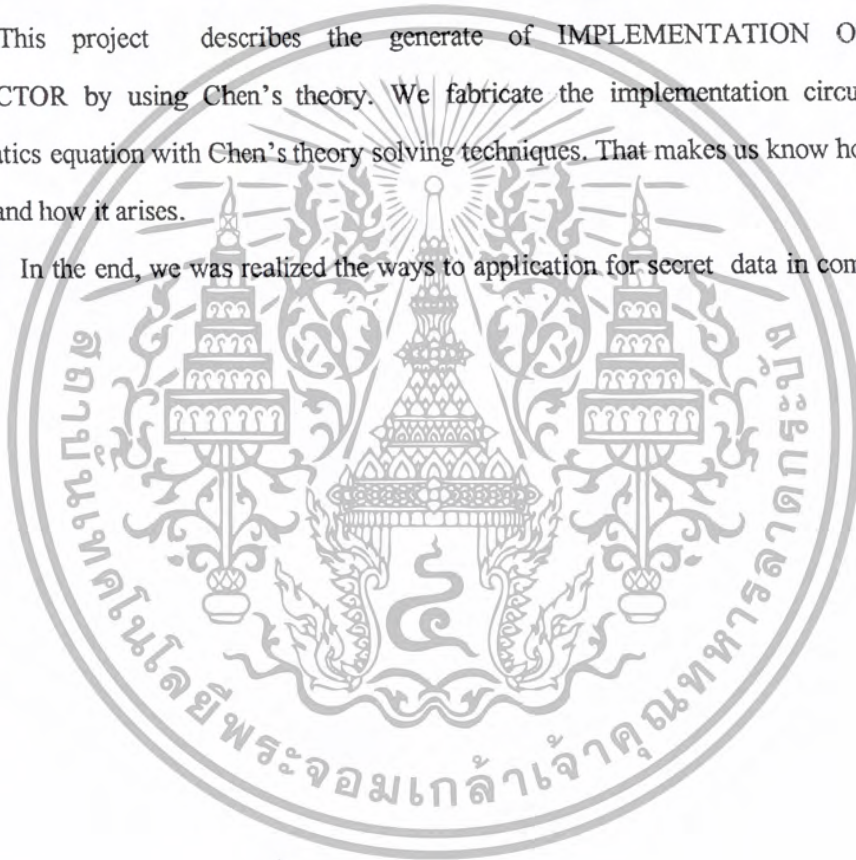 This project describes the generate of IMPLEMENTATION O
CTOR by using Chen's theory. We fabricate the implementation circu
atics equation with Chen's theory solving techniques. That makes us know ho
and how it arises.
In the end, we was realized the ways to application for secret data in com
สถาบันเทคโนโลยีพระจอมเกล้าเจ้าคุณทหารลาดกระบัง